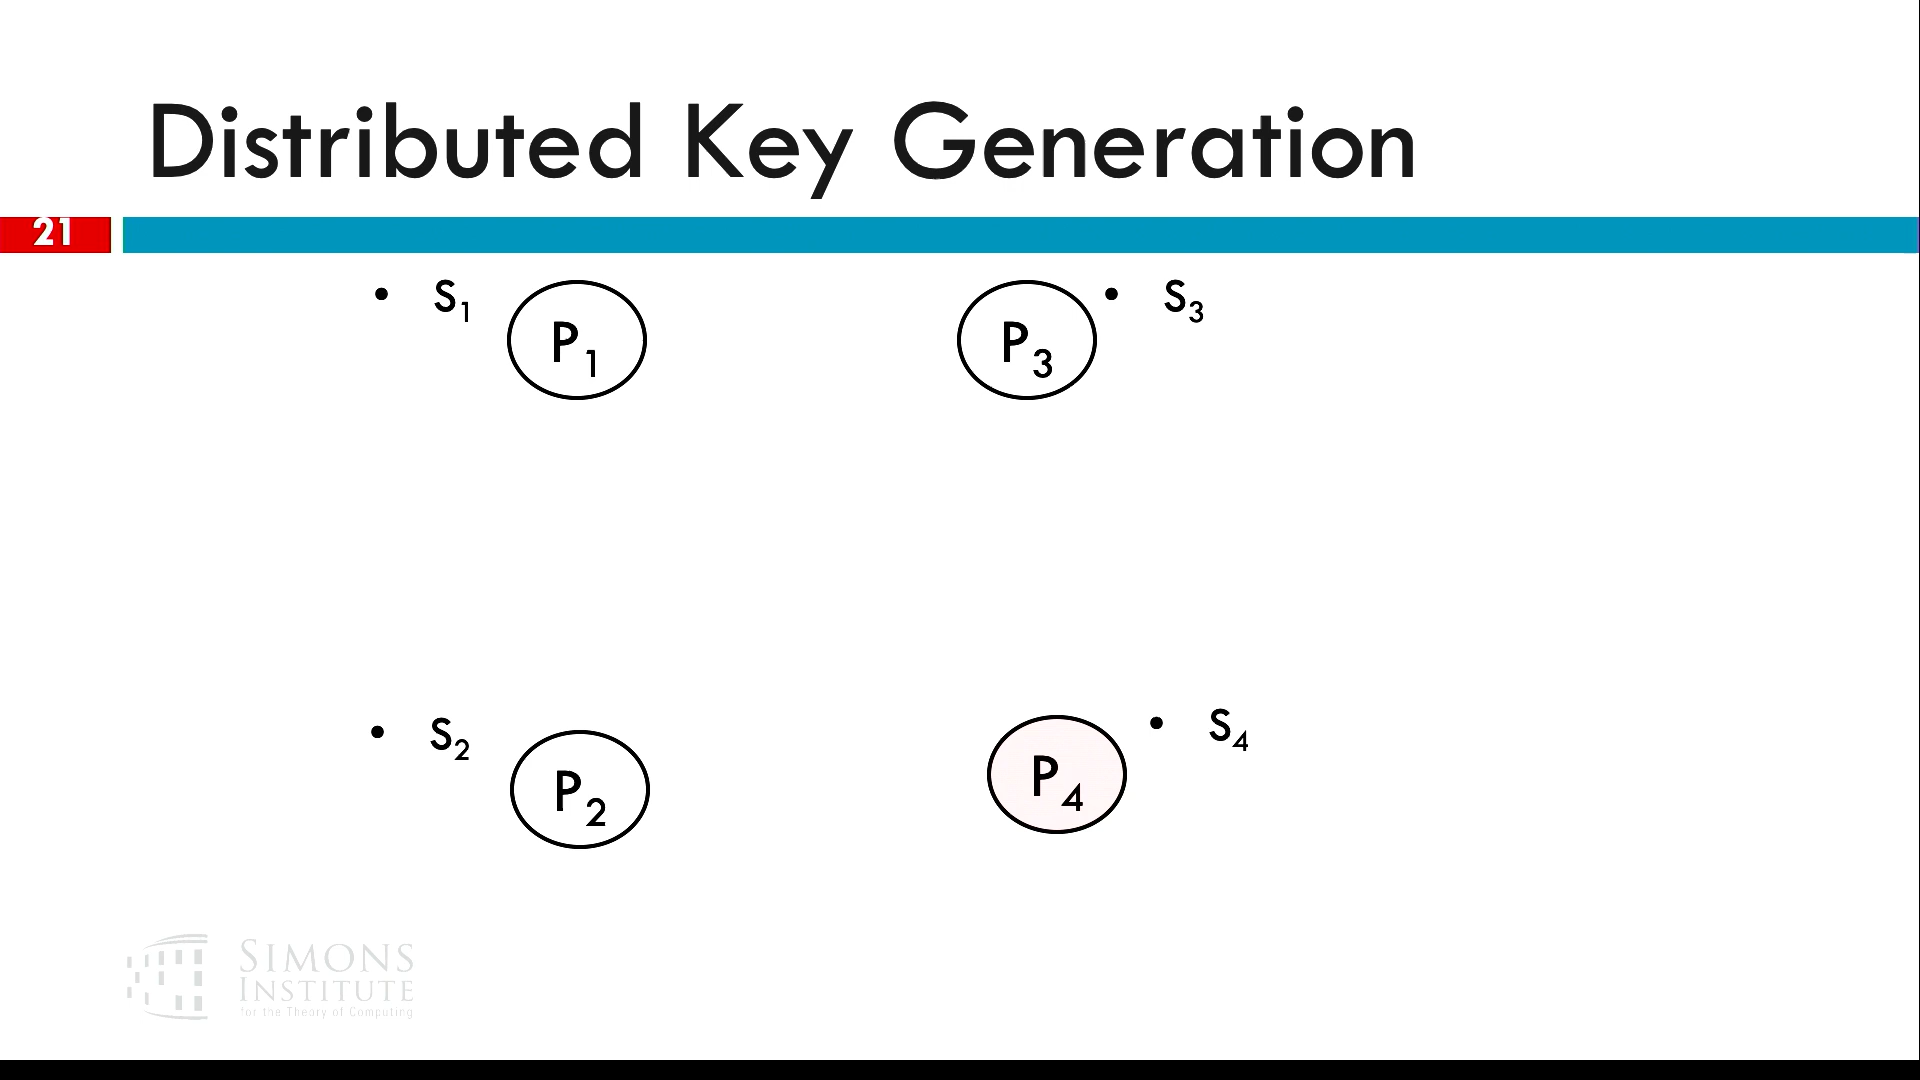 Distributed Key Generation
21
• S₁ P₁ P₃ • S₃
• S₂ P₂ P₄ • S₄
SIMONS
INSTITUTE
for the Theory of Computing